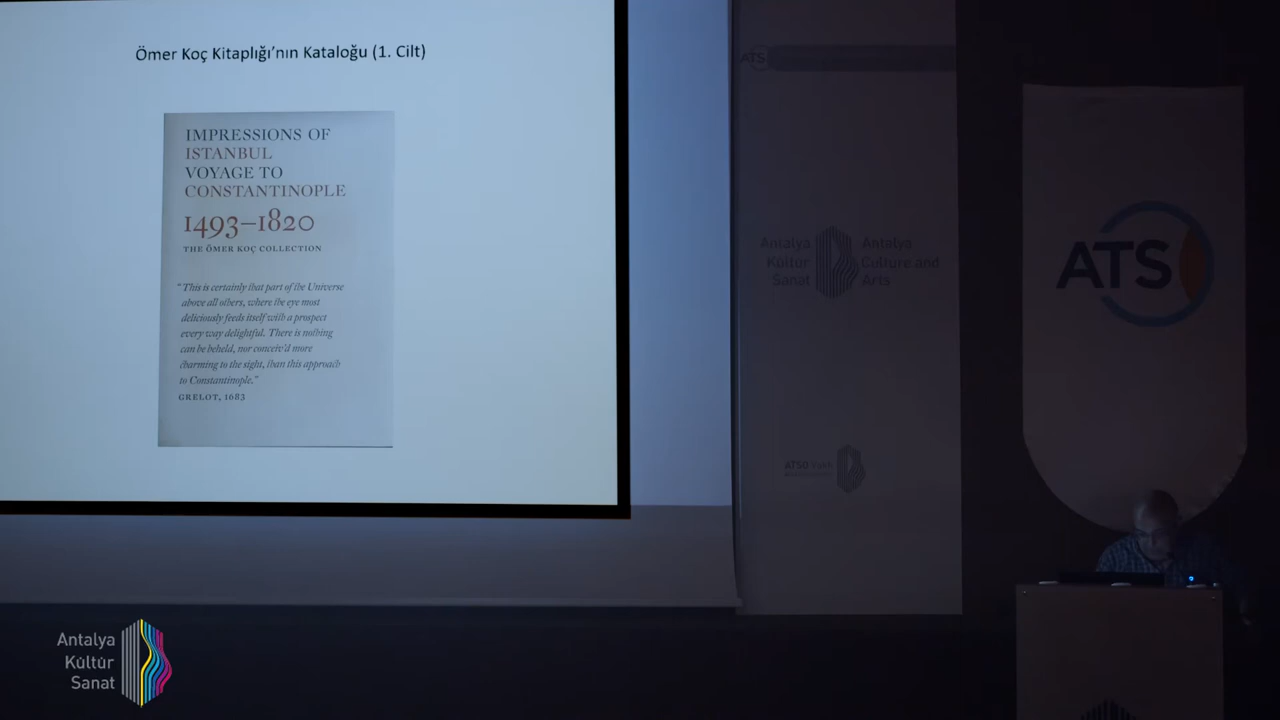 Ömer Koç Kitaplığı’nın Kataloğu (1. Cilt)
IMPRESSIONS OF
ISTANBUL
VOYAGE TO
CONSTANTINOPLE
1493–1820
THE ÖMER KOÇ COLLECTION
“This is certainly that part of the Universe
above all others, where the eye most
deliciously feeds itself with a prospect
every way delightful. There is nothing
can be beheld, nor conceiv’d more
charming to the sight, than this approach
to Constantinople.”
GRELOT, 1683
ATS
Antalya
Kültür
Sanat
Antalya
Culture and
Arts
ATSO Vakfı
ATS
Antalya
Kültür
Sanat